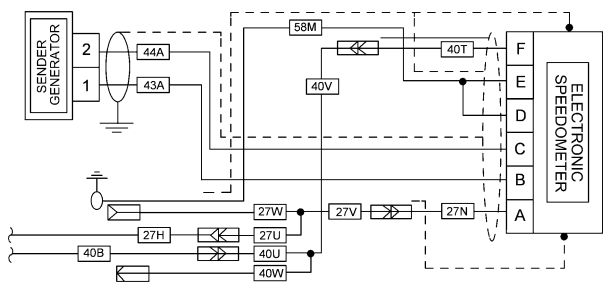 SENDER
GENERATOR
2
1
44A
43A
58M
40V
40T
F
E
D
C
B
A
ELECTRONIC
SPEEDOMETER
27W
27V
27N
27H
27U
40B
40U
40W